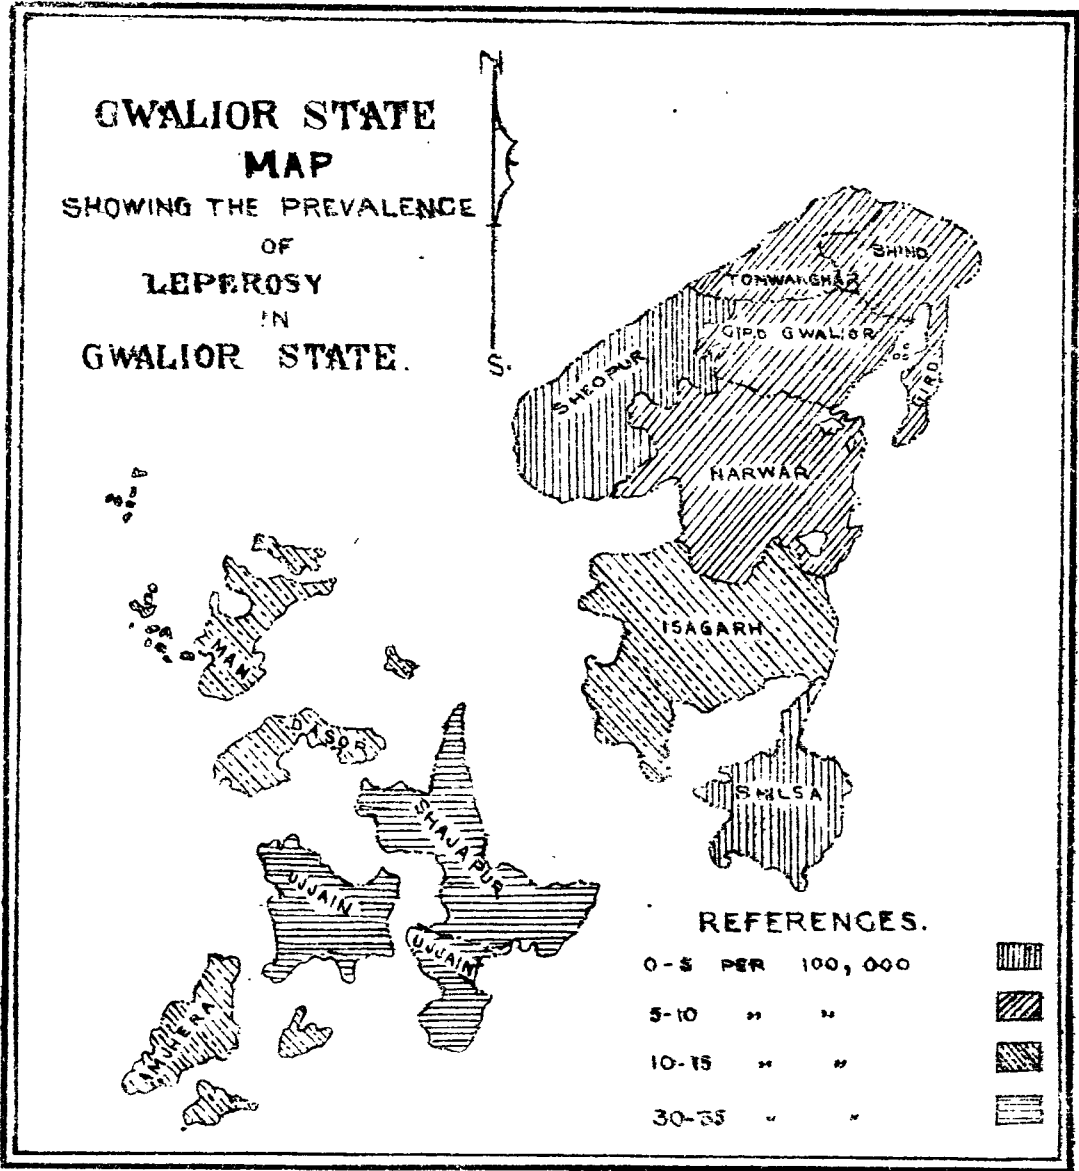 N
GWALIOR STATE
MAP
SHOWING THE PREVALENCE
OF
LEPEROSY
IN
GWALIOR STATE.
S.
BHIND
TONWARGHAR
GIRD GWALIOR
GIRD
SHEOPUR
NARWAR
ISAGARH
MAN
DASOR
BHILSA
SHAJAPUR
UJJAIN
UJJAIN
AMJHERA
REFERENCES.
0-5 PER 100,000
5-10 " "
10-15 " "
30-35 " "